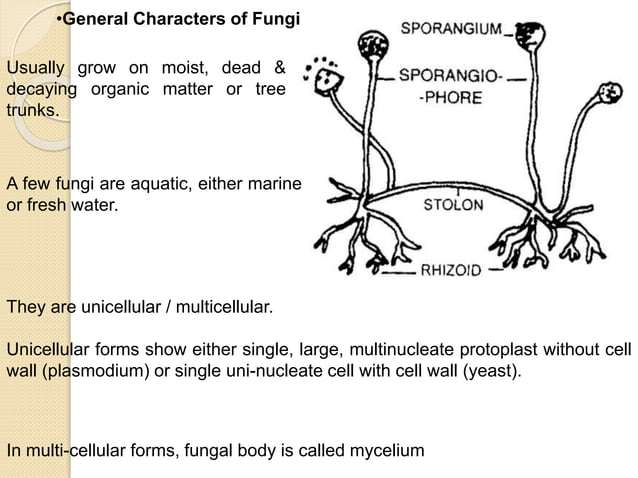 •General Characters of Fungi
Usually grow on moist, dead &
decaying organic matter or tree
trunks.
A few fungi are aquatic, either marine
or fresh water.
SPORANGIUM
SPORANGIO-
-PHORE
STOLON
RHIZOID
They are unicellular / multicellular.
Unicellular forms show either single, large, multinucleate protoplast without cell
wall (plasmodium) or single uni-nucleate cell with cell wall (yeast).
In multi-cellular forms, fungal body is called mycelium